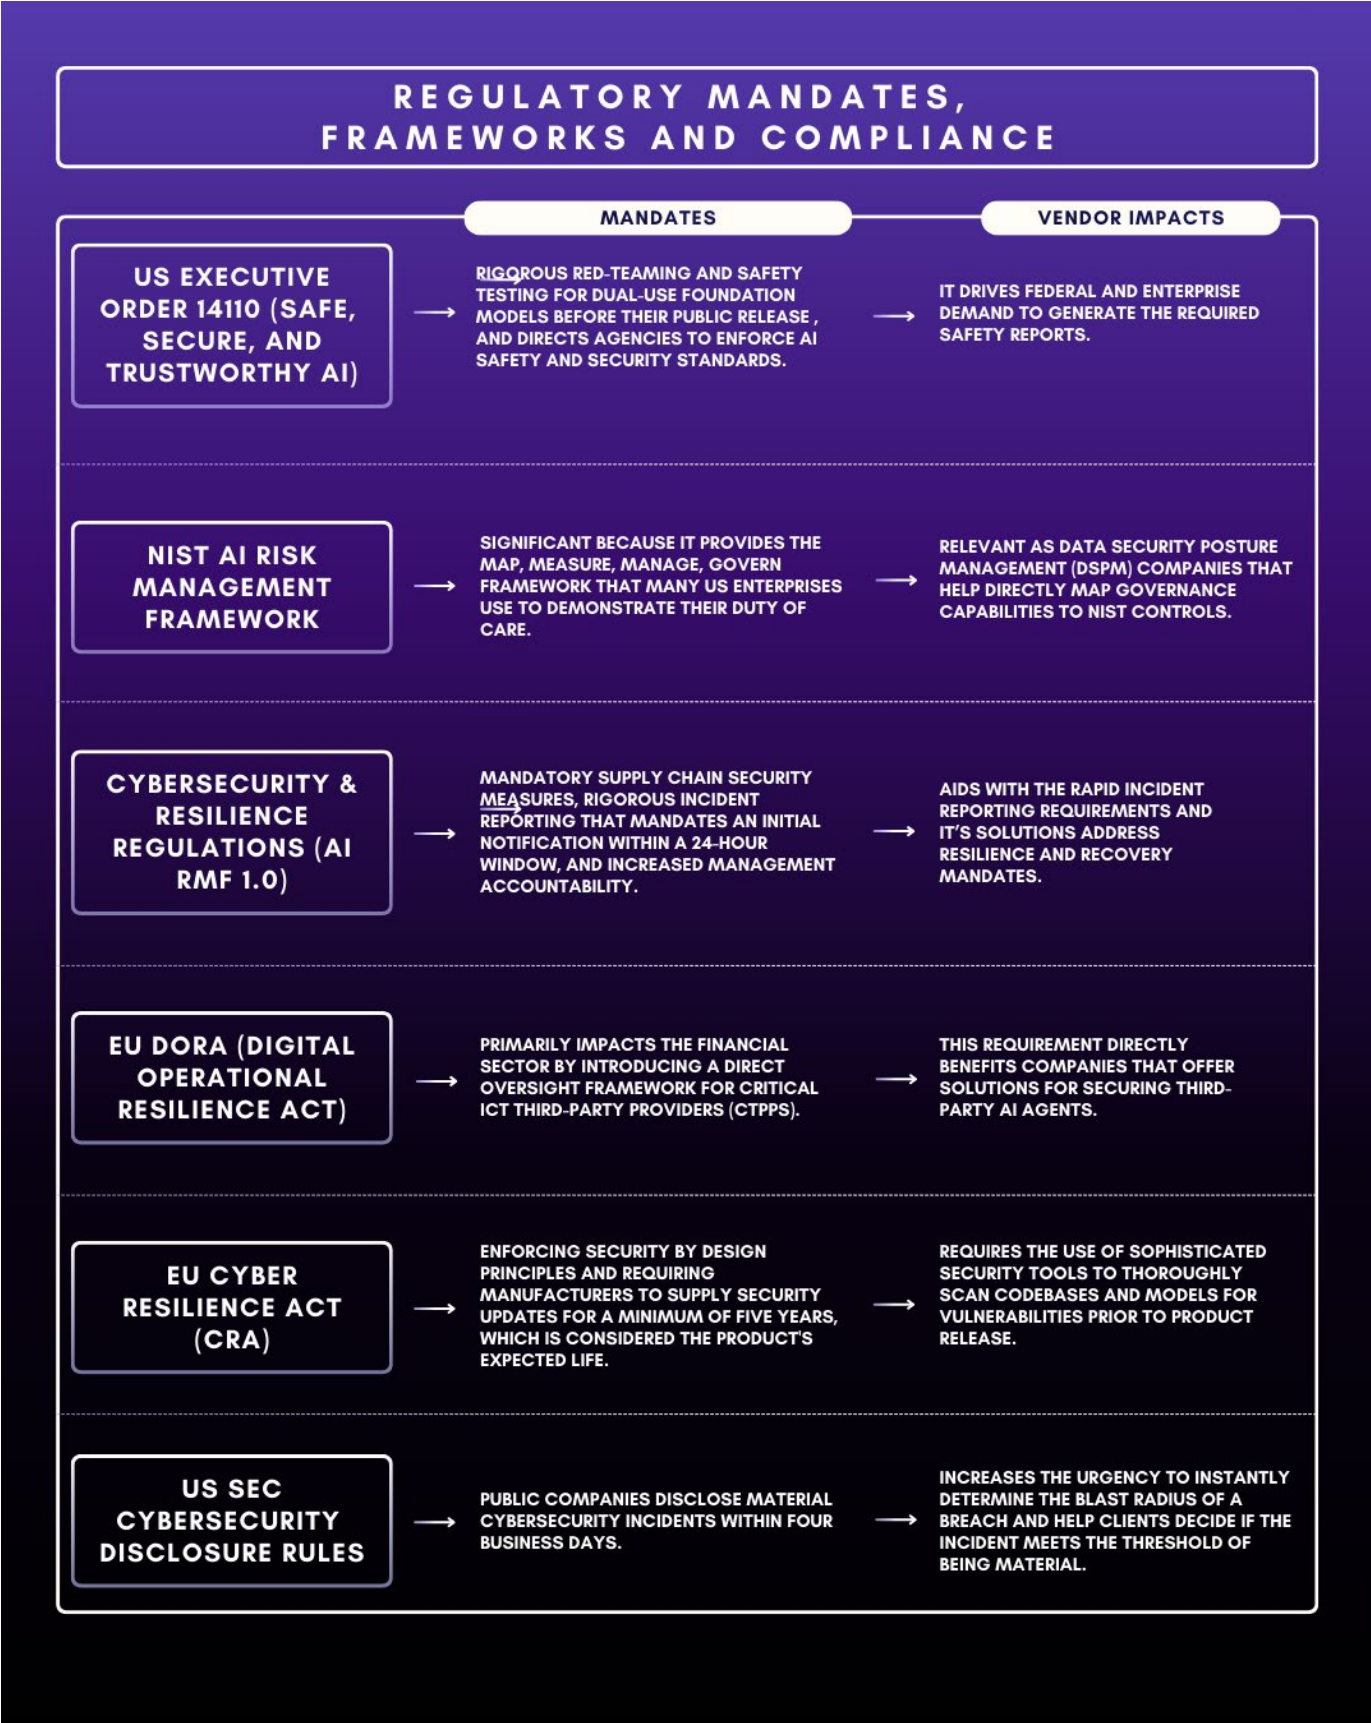 REGULATORY MANDATES,
FRAMEWORKS AND COMPLIANCE
MANDATES
VENDOR IMPACTS
US EXECUTIVE
ORDER 14110 (SAFE,
SECURE, AND
TRUSTWORTHY AI)
RIGOROUS RED-TEAMING AND SAFETY
TESTING FOR DUAL-USE FOUNDATION
MODELS BEFORE THEIR PUBLIC RELEASE ,
AND DIRECTS AGENCIES TO ENFORCE AI
SAFETY AND SECURITY STANDARDS.
IT DRIVES FEDERAL AND ENTERPRISE
DEMAND TO GENERATE THE REQUIRED
SAFETY REPORTS.
NIST AI RISK
MANAGEMENT
FRAMEWORK
SIGNIFICANT BECAUSE IT PROVIDES THE
MAP, MEASURE, MANAGE, GOVERN
FRAMEWORK THAT MANY US ENTERPRISES
USE TO DEMONSTRATE THEIR DUTY OF
CARE.
RELEVANT AS DATA SECURITY POSTURE
MANAGEMENT (DSPM) COMPANIES THAT
HELP DIRECTLY MAP GOVERNANCE
CAPABILITIES TO NIST CONTROLS.
CYBERSECURITY &
RESILIENCE
REGULATIONS (AI
RMF 1.0)
MANDATORY SUPPLY CHAIN SECURITY
MEASURES, RIGOROUS INCIDENT
REPORTING THAT MANDATES AN INITIAL
NOTIFICATION WITHIN A 24-HOUR
WINDOW, AND INCREASED MANAGEMENT
ACCOUNTABILITY.
AIDS WITH THE RAPID INCIDENT
REPORTING REQUIREMENTS AND
IT'S SOLUTIONS ADDRESS
RESILIENCE AND RECOVERY
MANDATES.
EU DORA (DIGITAL
OPERATIONAL
RESILIENCE ACT)
PRIMARILY IMPACTS THE FINANCIAL
SECTOR BY INTRODUCING A DIRECT
OVERSIGHT FRAMEWORK FOR CRITICAL
ICT THIRD-PARTY PROVIDERS (CTPPS).
THIS REQUIREMENT DIRECTLY
BENEFITS COMPANIES THAT OFFER
SOLUTIONS FOR SECURING THIRD-
PARTY AI AGENTS.
EU CYBER
RESILIENCE ACT
(CRA)
ENFORCING SECURITY BY DESIGN
PRINCIPLES AND REQUIRING
MANUFACTURERS TO SUPPLY SECURITY
UPDATES FOR A MINIMUM OF FIVE YEARS,
WHICH IS CONSIDERED THE PRODUCT'S
EXPECTED LIFE.
REQUIRES THE USE OF SOPHISTICATED
SECURITY TOOLS TO THOROUGHLY
SCAN CODEBASES AND MODELS FOR
VULNERABILITIES PRIOR TO PRODUCT
RELEASE.
US SEC
CYBERSECURITY
DISCLOSURE RULES
PUBLIC COMPANIES DISCLOSE MATERIAL
CYBERSECURITY INCIDENTS WITHIN FOUR
BUSINESS DAYS.
INCREASES THE URGENCY TO INSTANTLY
DETERMINE THE BLAST RADIUS OF A
BREACH AND HELP CLIENTS DECIDE IF THE
INCIDENT MEETS THE THRESHOLD OF
BEING MATERIAL.